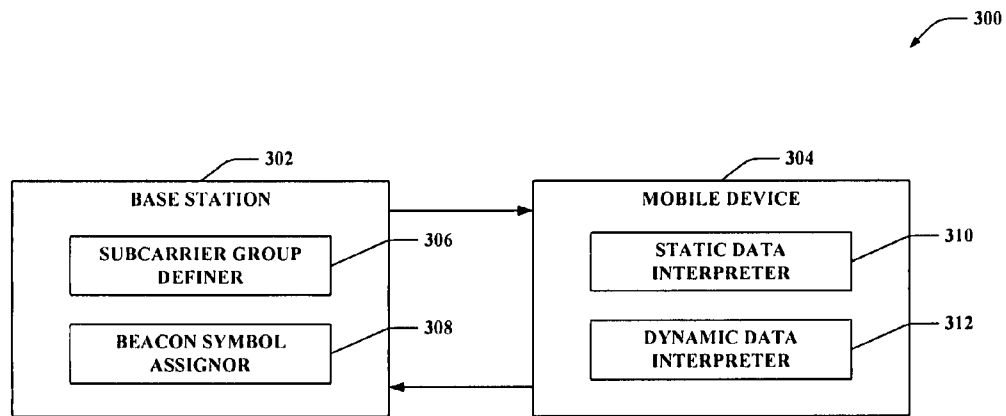 300
302
304
BASE STATION
MOBILE DEVICE
SUBCARRIER GROUP
DEFINER
306
STATIC DATA
INTERPRETER
310
BEACON SYMBOL
ASSIGNOR
308
DYNAMIC DATA
INTERPRETER
312